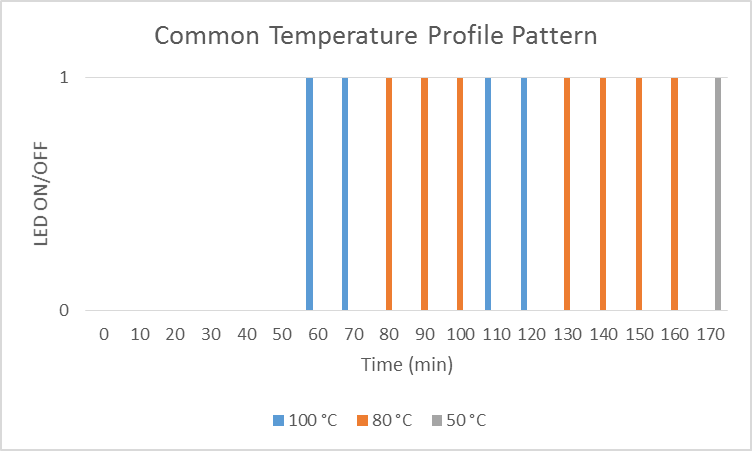 Common Temperature Profile Pattern
1
LED ON/OFF
0
0 10 20 30 40 50 60 70 80 90 100 110 120 130 140 150 160 170
Time (min)
100 °C 80 °C 50 °C